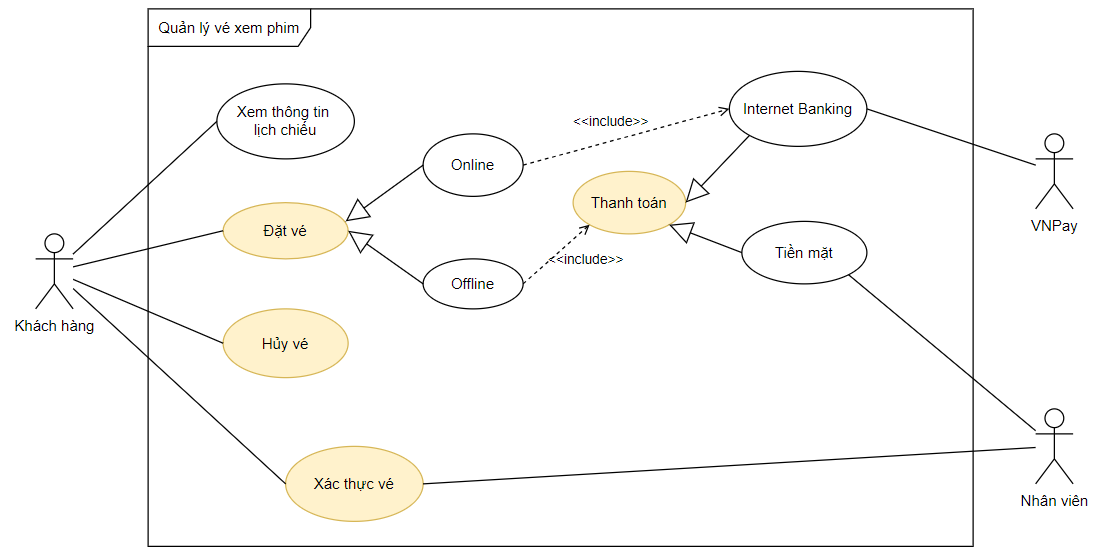 Quản lý vé xem phim
Xem thông tin
lịch chiếu
Internet Banking
<<include>>
Online
Thanh toán
VNPay
Đặt vé
Tiền mặt
<<include>>
Offline
Khách hàng
Hủy vé
Xác thực vé
Nhân viên